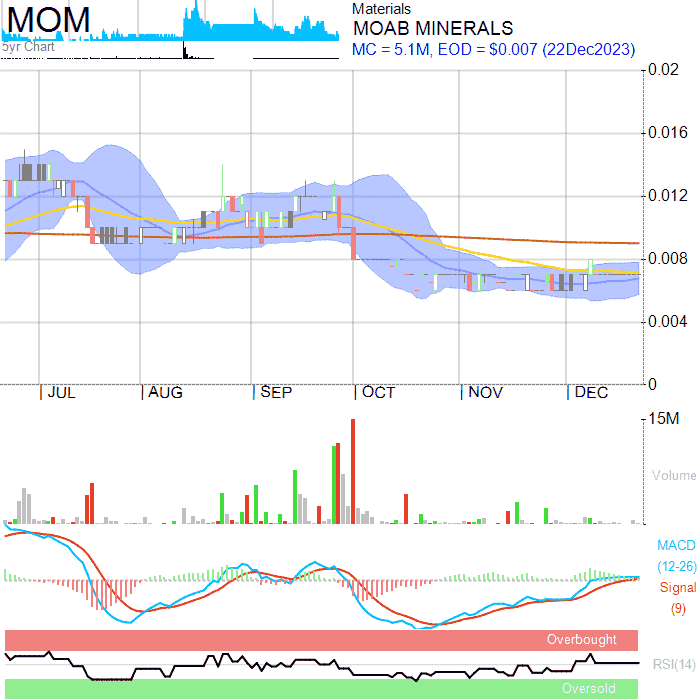 MOM
5yr Chart
Materials
MOAB MINERALS
MC = 5.1M, EOD = $0.007 (22Dec2023)
0.02
0.016
0.012
0.008
0.004
0
| JUL | AUG | SEP | OCT | NOV | DEC
15M
Volume
MACD
(12-26)
Signal
(9)
Overbought
RSI(14)
Oversold